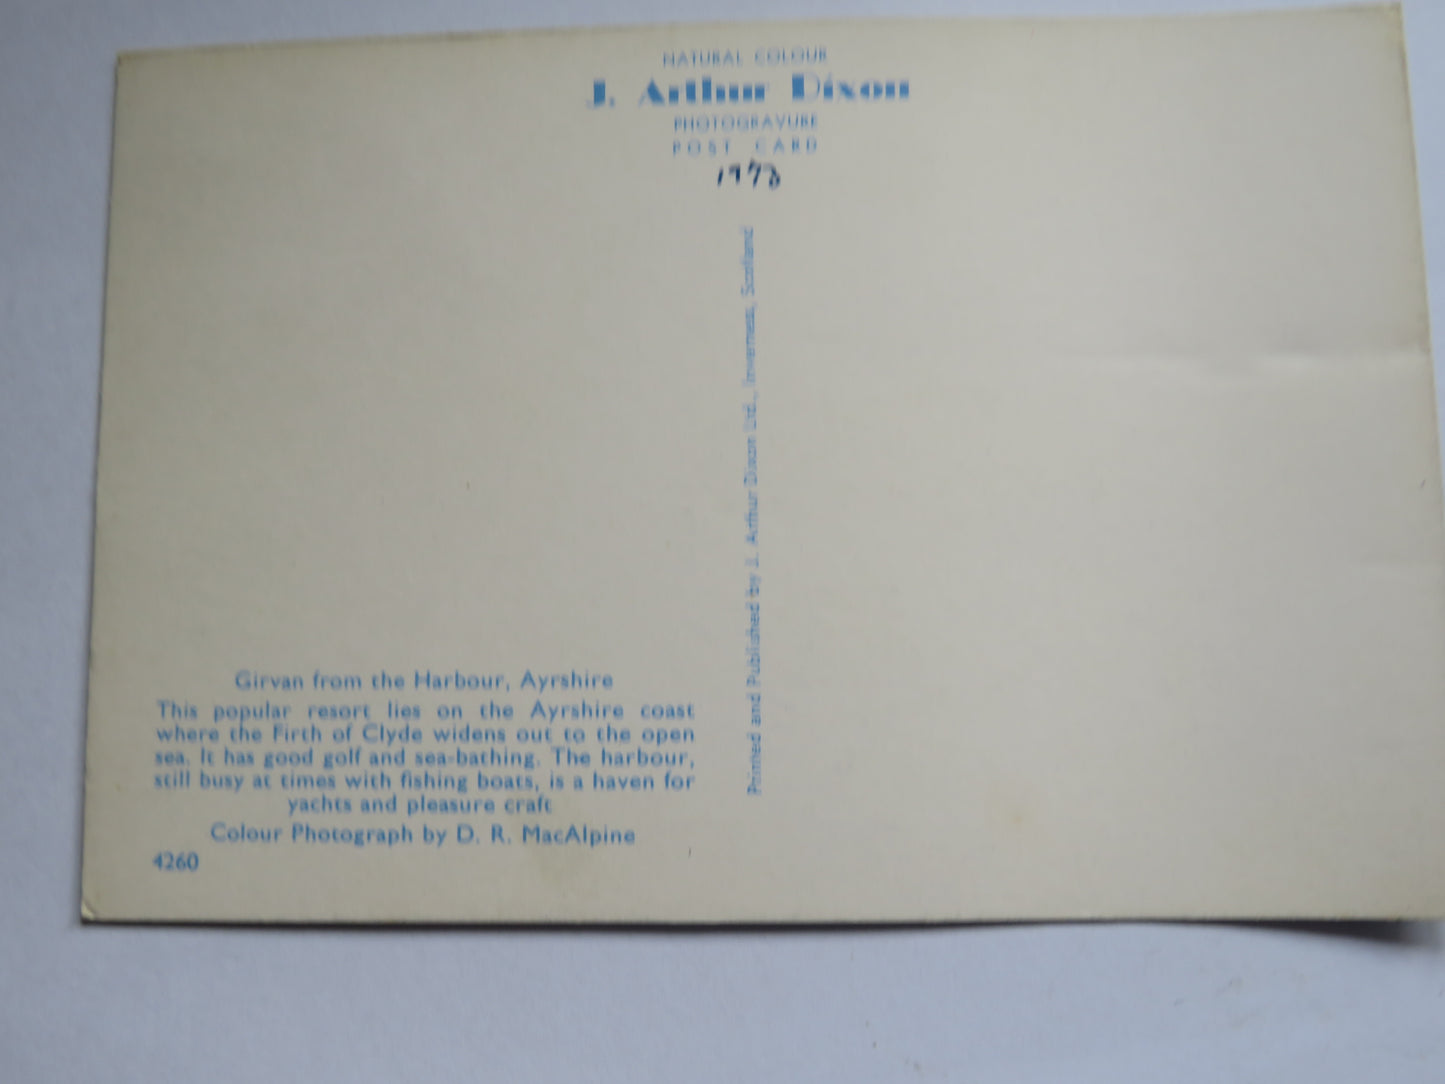 NATURAL COLOUR
J. Arthur Dixon
PHOTOGRAVURE
POST CARD
1973
Printed and Published by J. Arthur Dixon Ltd., Inverness, Scotland
Girvan from the Harbour, Ayrshire
This popular resort lies on the Ayrshire coast
where the Firth of Clyde widens out to the open
sea. It has good golf and sea-bathing. The harbour,
still busy at times with fishing boats, is a haven for
yachts and pleasure craft
Colour Photograph by D. R. MacAlpine
4260